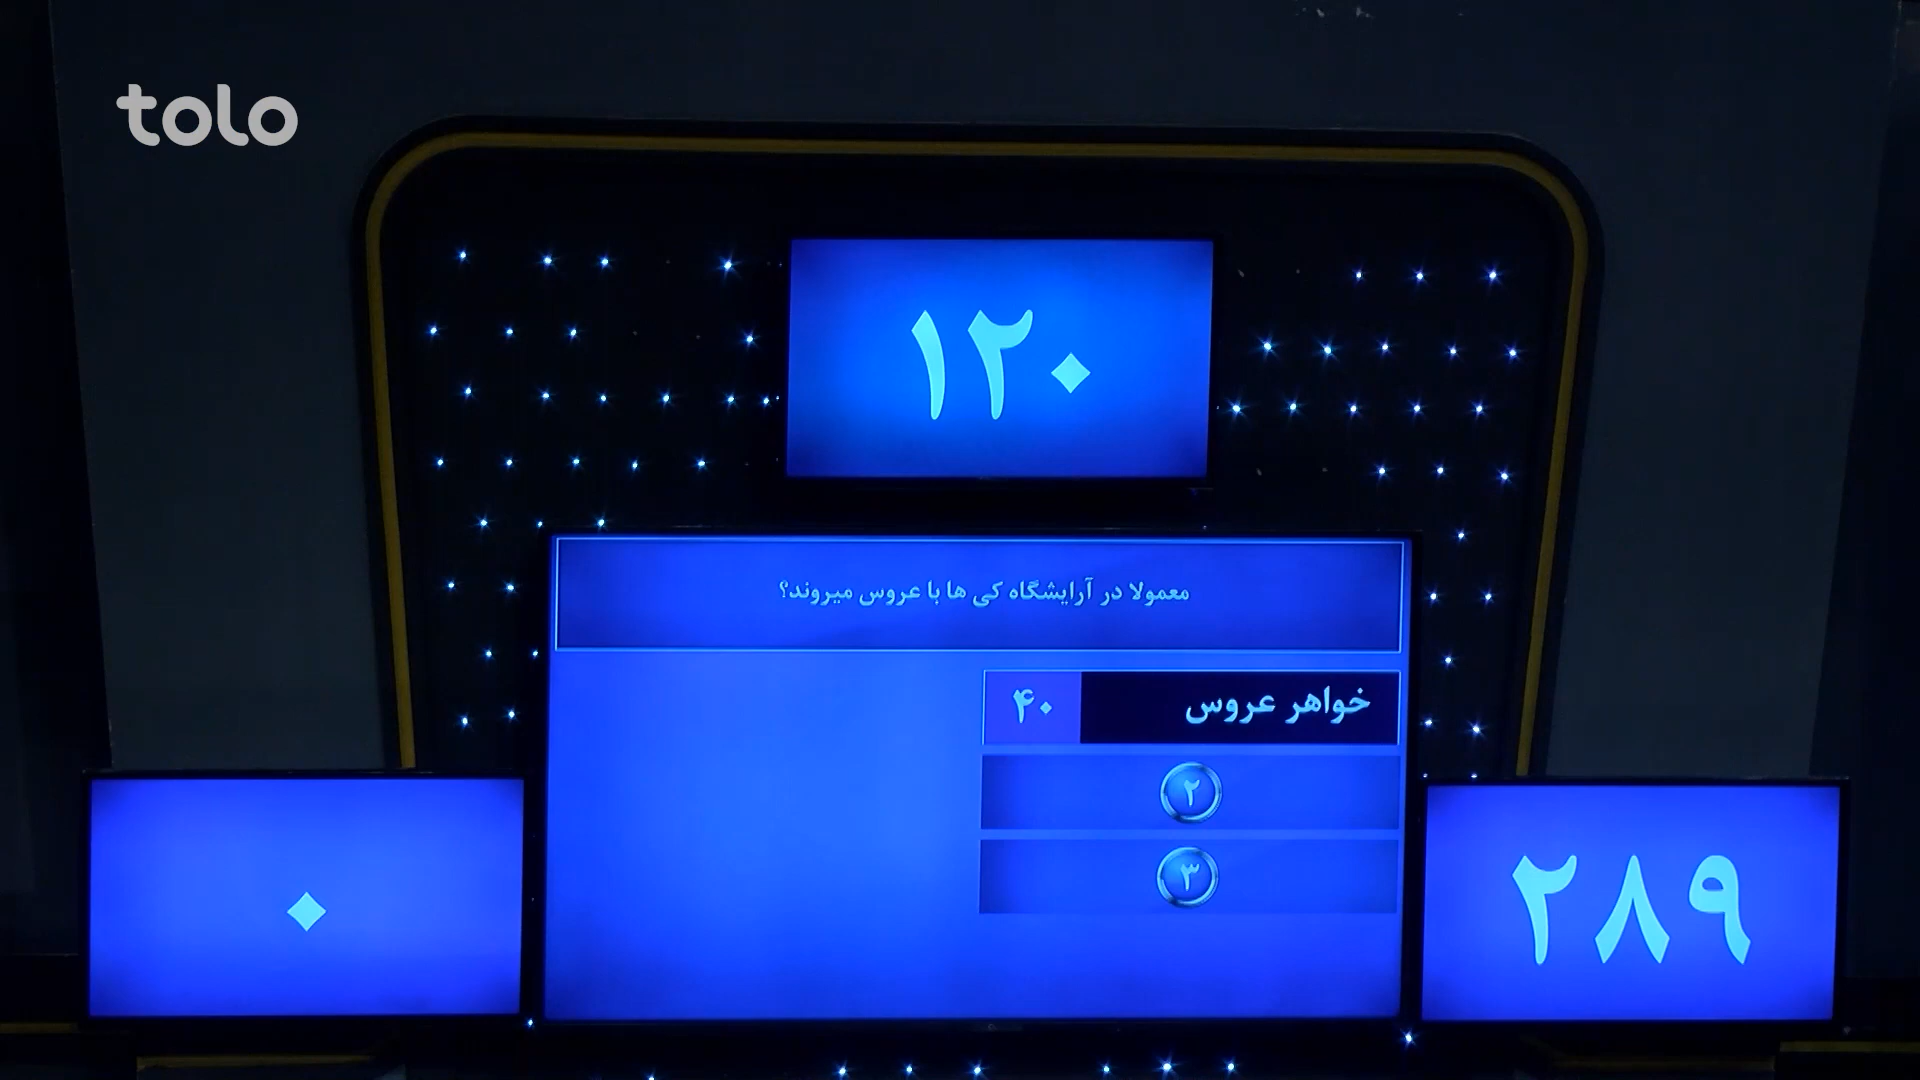 tolo
۱۲۰
معمولا در آرایشگاه کی ها با عروس میروند؟
خواهر عروس ۴۰
۲
۳
۰
۲۸۹